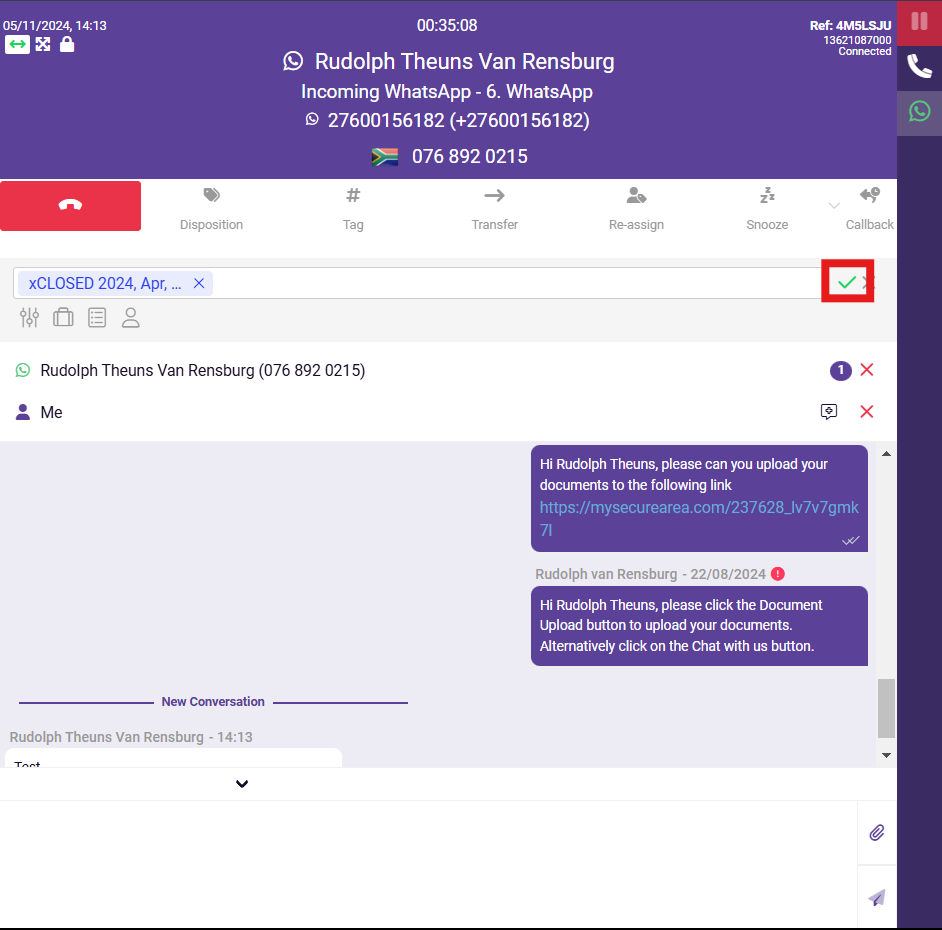 05/11/2024, 14:13
00:35:08
Ref: 4M5LSJU
13621087000
Connected
Rudolph Theuns Van Rensburg
Incoming WhatsApp - 6. WhatsApp
27600156182 (+27600156182)
076 892 0215
Disposition
Tag
Transfer
Re-assign
Snooze
Callback
xCLOSED 2024, Apr, ...
Rudolph Theuns Van Rensburg (076 892 0215)
1
Me
Hi Rudolph Theuns, please can you upload your
documents to the following link
https://mysecurearea.com/237628_lv7v7gmk
7l
Rudolph van Rensburg - 22/08/2024
Hi Rudolph Theuns, please click the Document
Upload button to upload your documents.
Alternatively click on the Chat with us button.
New Conversation
Rudolph Theuns Van Rensburg - 14:13
Test